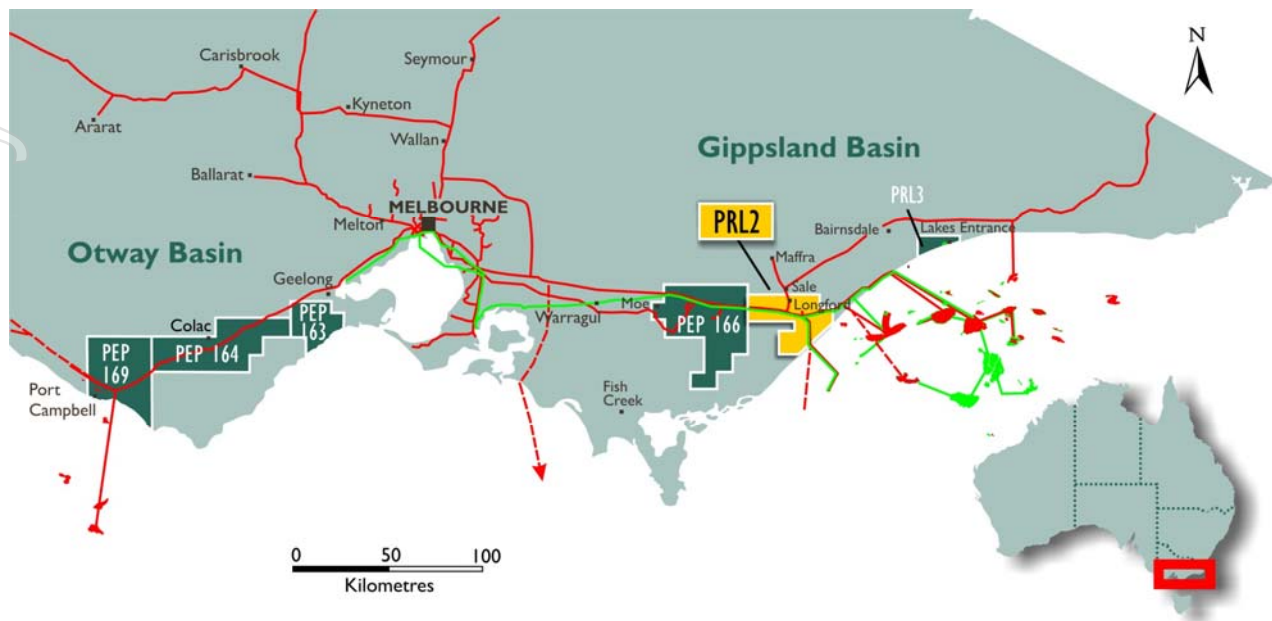 Carisbrook
Seymour
N
Kyneton
Ararat
Wallan
Gippsland Basin
Ballarat
PRL3
MELBOURNE
PRL2
Melton
Bairnsdale
Lakes Entrance
Otway Basin
Maffra
Geelong
Sale
Moe
Longford
Colac
PEP
163
Warragul
PEP 166
PEP
169
PEP 164
Port
Campbell
Fish
Creek
0 50 100
Kilometres